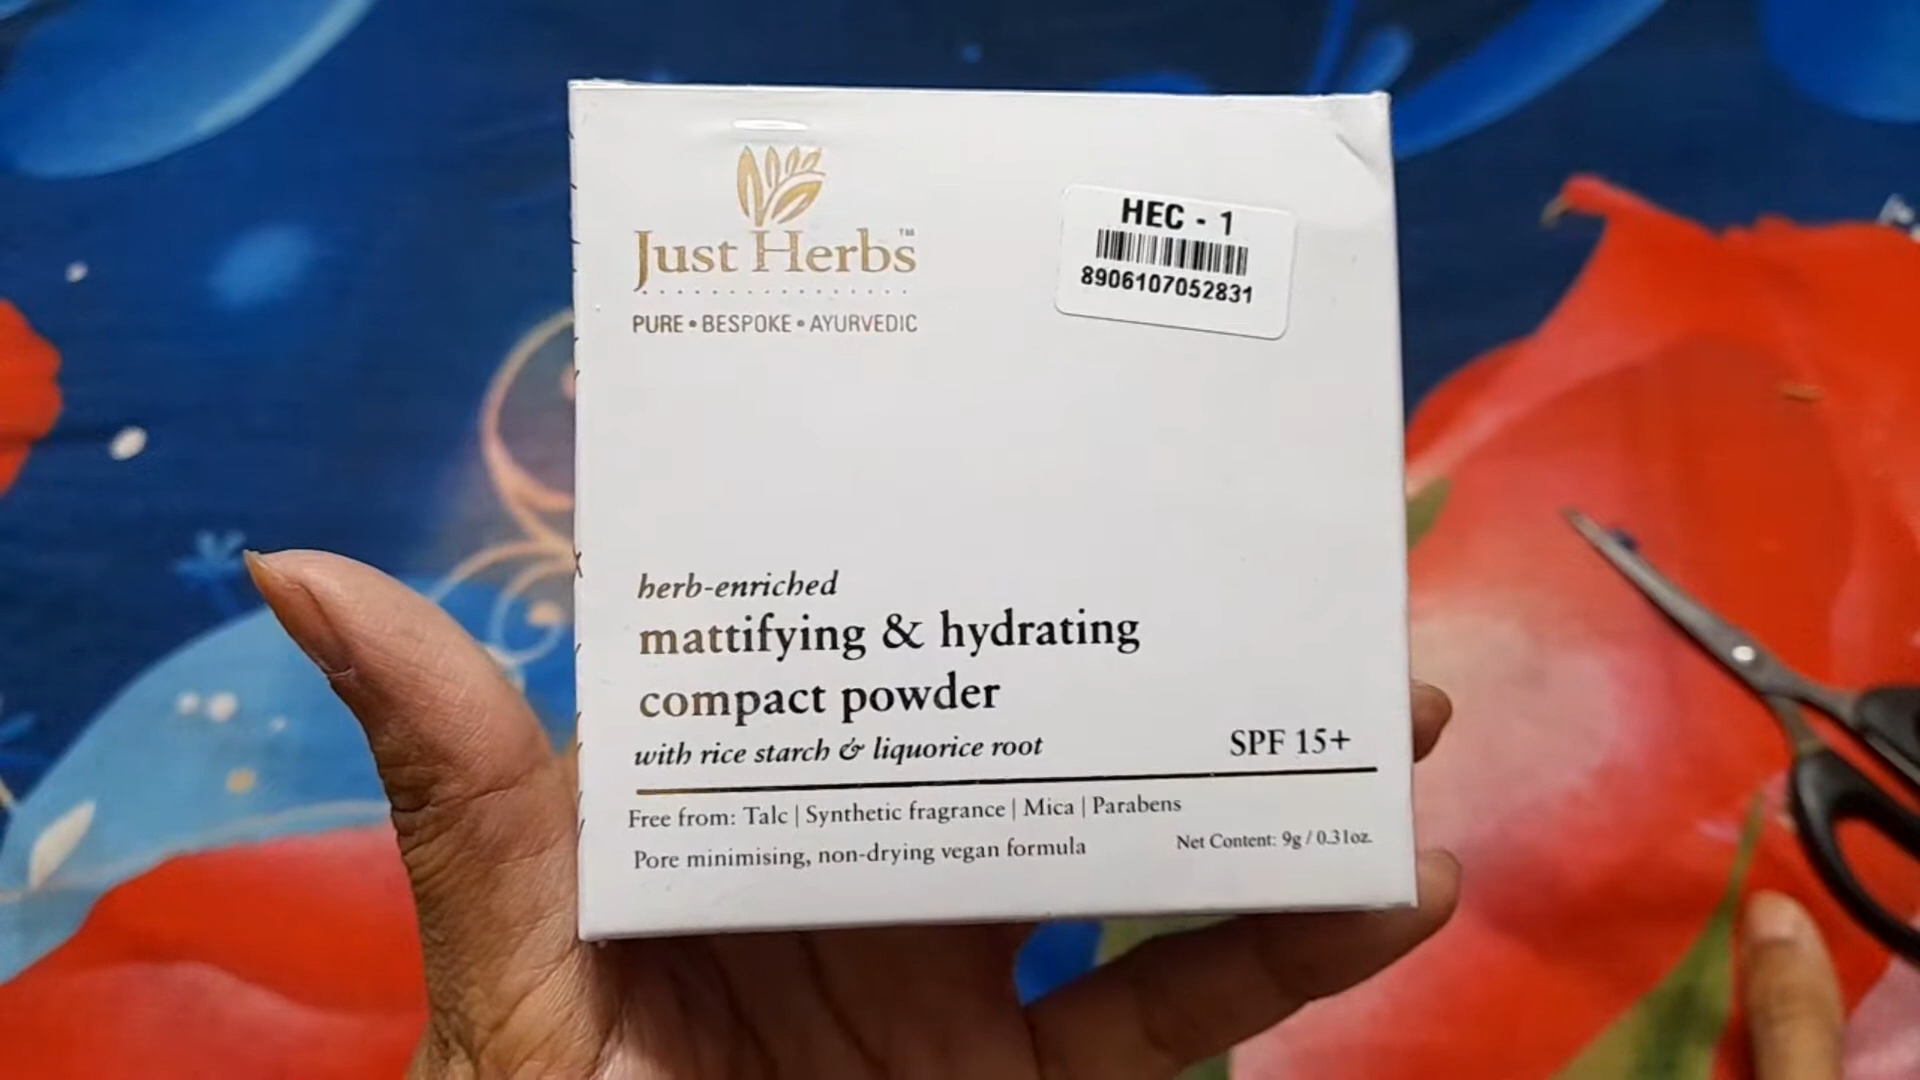 Just Herbs™
PURE • BESPOKE • AYURVEDIC
HEC - 1
8906107052831
herb-enriched
mattifying & hydrating
compact powder
with rice starch & liquorice root
SPF 15+
Free from: Talc | Synthetic fragrance | Mica | Parabens
Pore minimising, non-drying vegan formula
Net Content: 9g / 0.31oz.